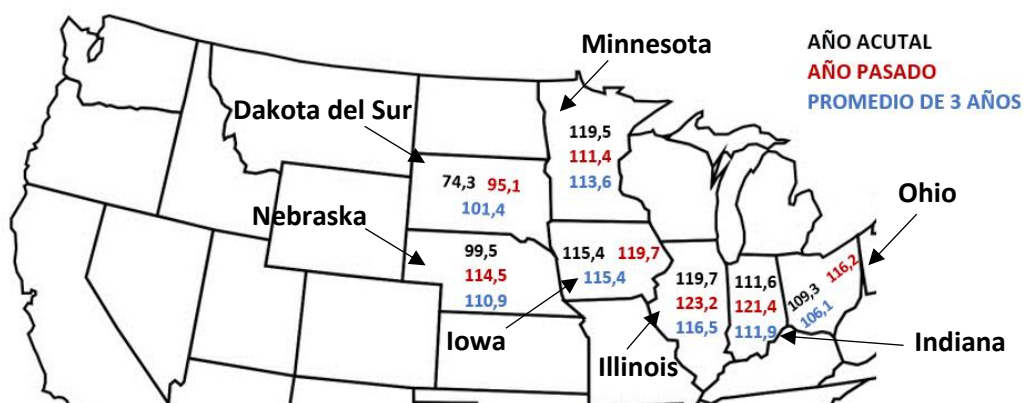 Minnesota
AÑO ACUTAL
AÑO PASADO
PROMEDIO DE 3 AÑOS
Dakota del Sur
119,5
111,4
113,6
74,3 95,1
101,4
Ohio
Nebraska
99,5
114,5
110,9
115,4 119,7
115,4
119,7
123,2
116,5
111,6
121,4
111,9
109,3 116,2
106,1
Iowa
Illinois
Indiana